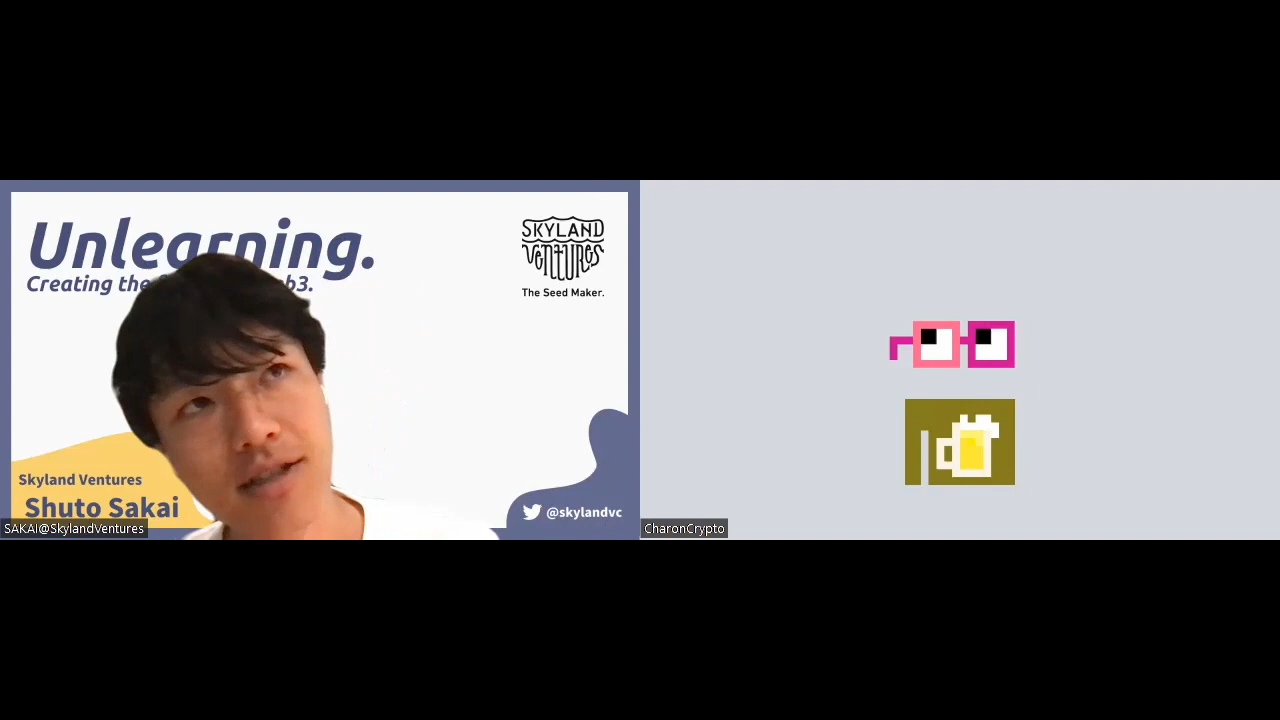 Unlearning.
Creating the
b3.
SKYLAND
VENTURES
The Seed Maker.
Skyland Ventures
Shuto Sakai
@skylandvc
SAKAI@SkylandVentures
CharonCrypto